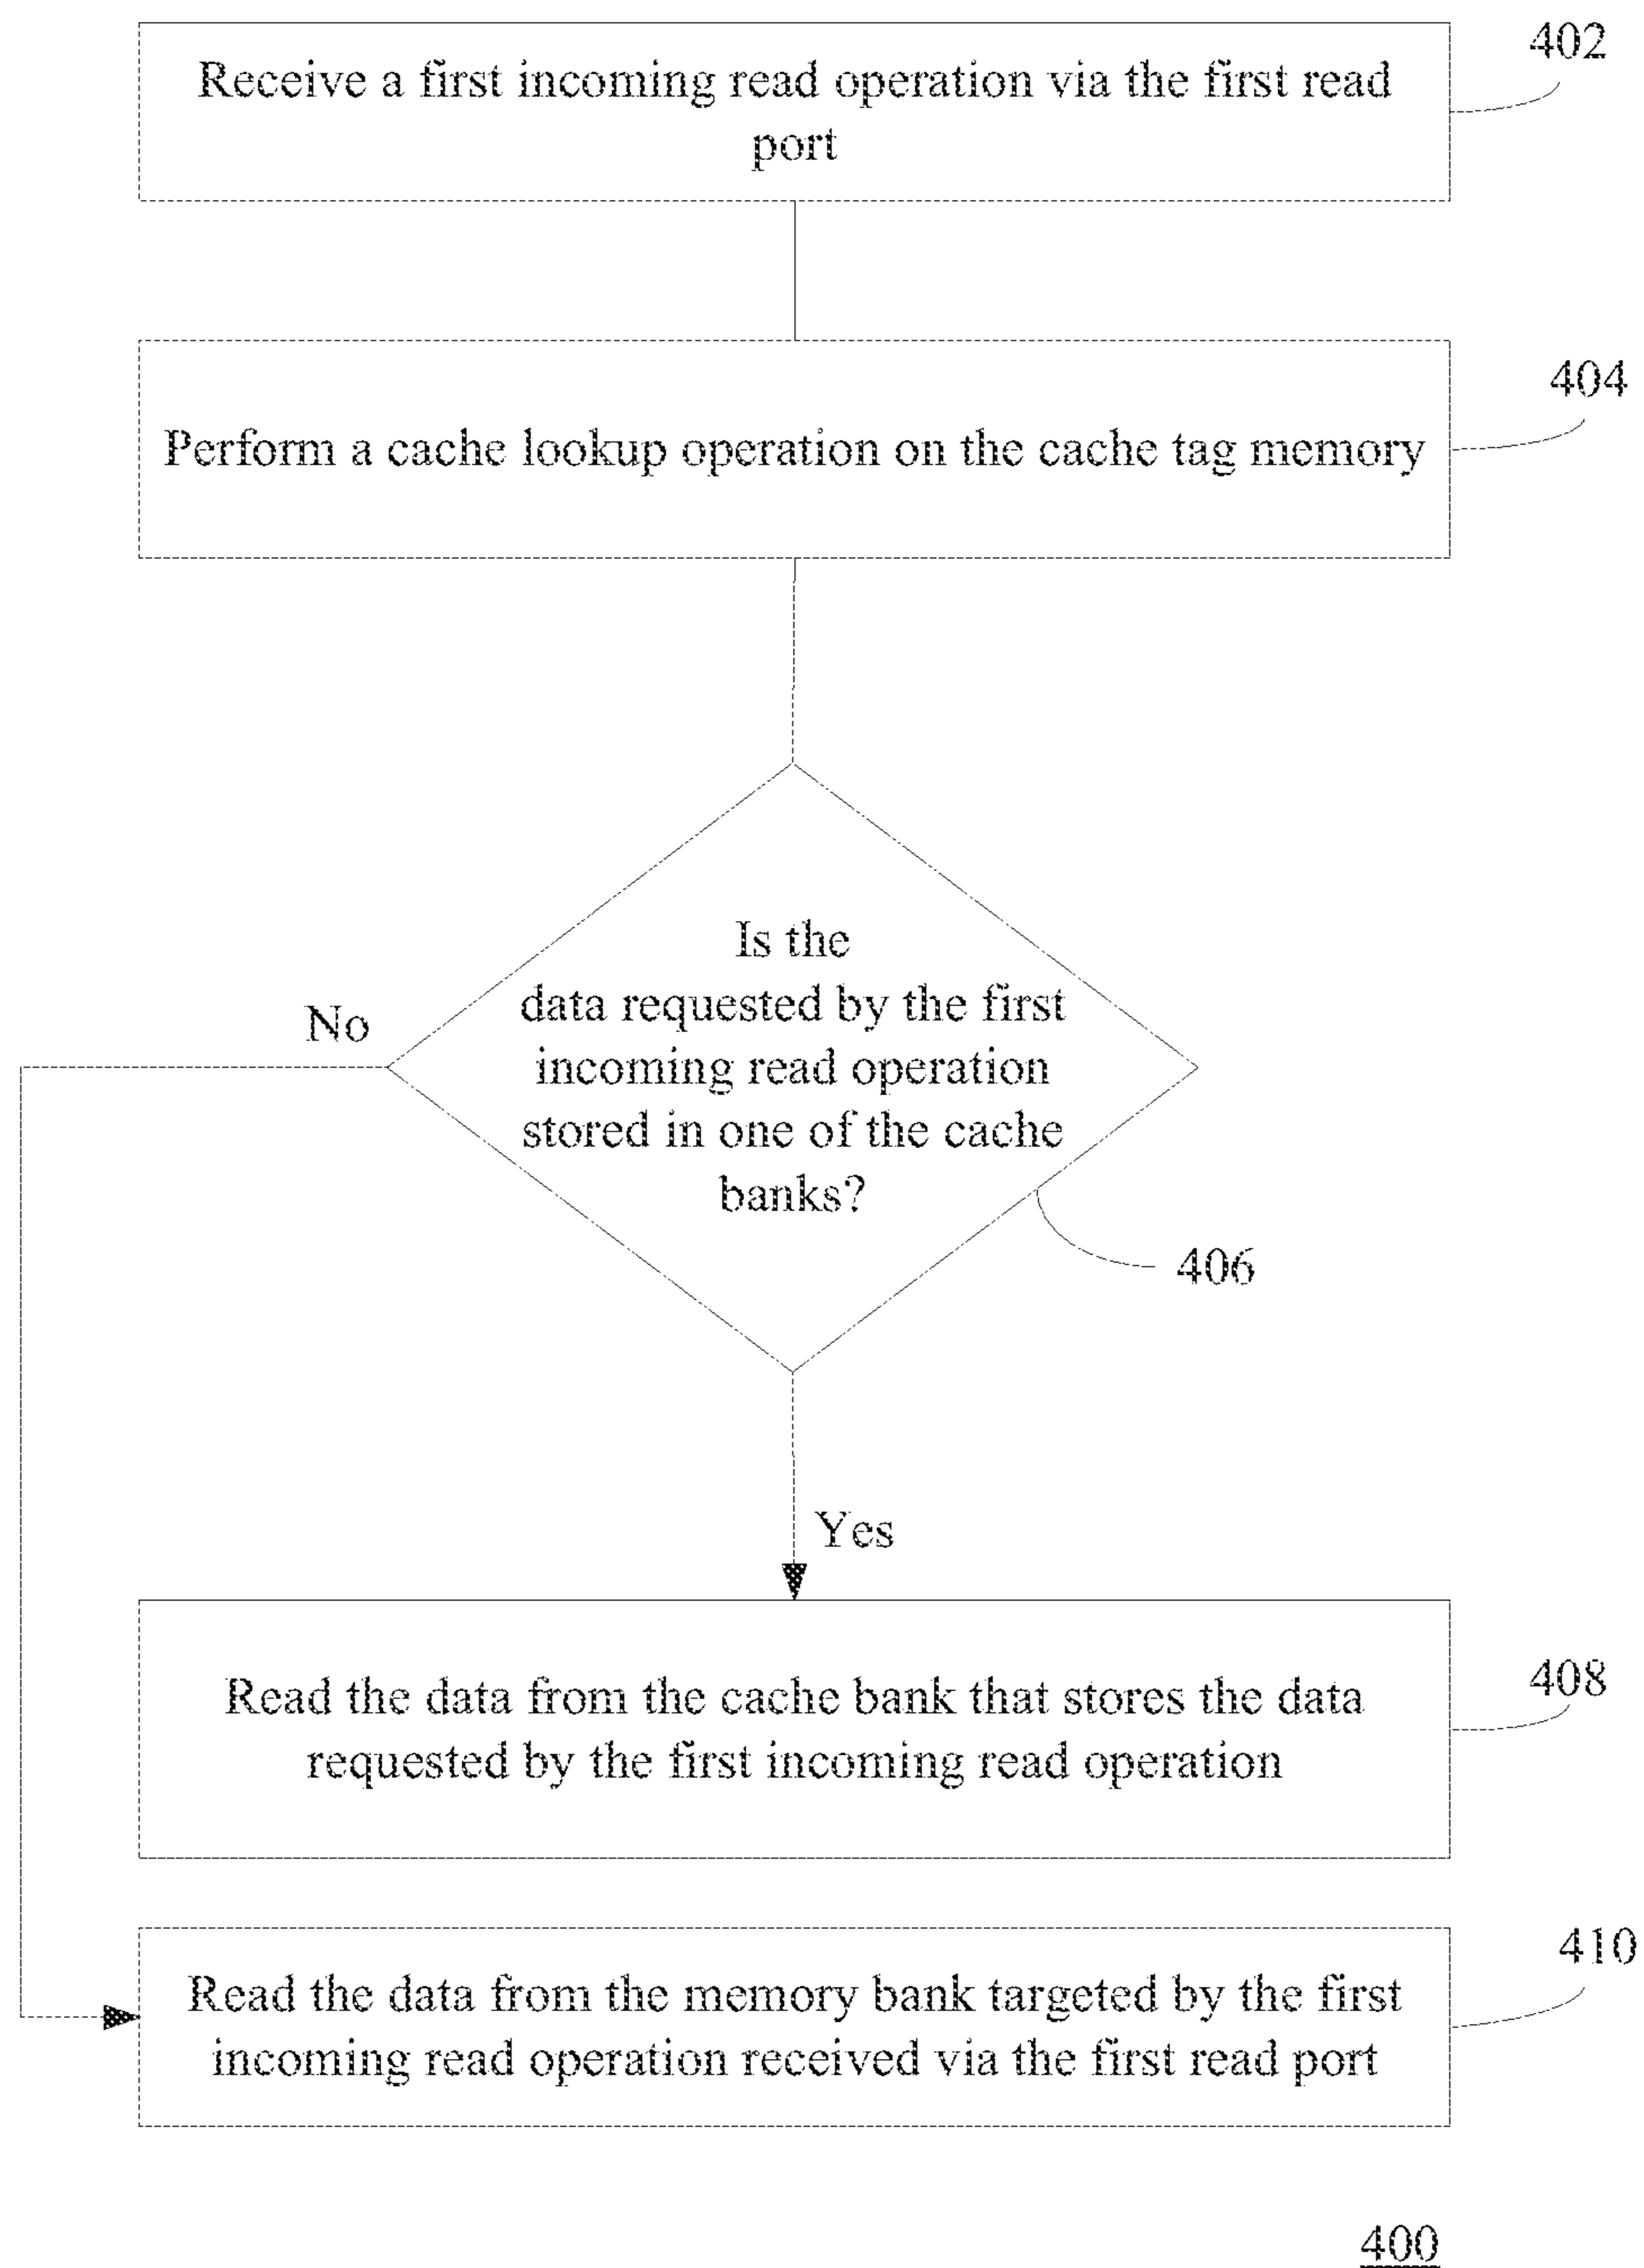 Receive a first incoming read operation via the first read
port
402
Perform a cache lookup operation on the cache tag memory
404
Is the
data requested by the first
incoming read operation
stored in one of the cache
banks?
No
406
Yes
Read the data from the cache bank that stores the data
requested by the first incoming read operation
408
Read the data from the memory bank targeted by the first
incoming read operation received via the first read port
410
400